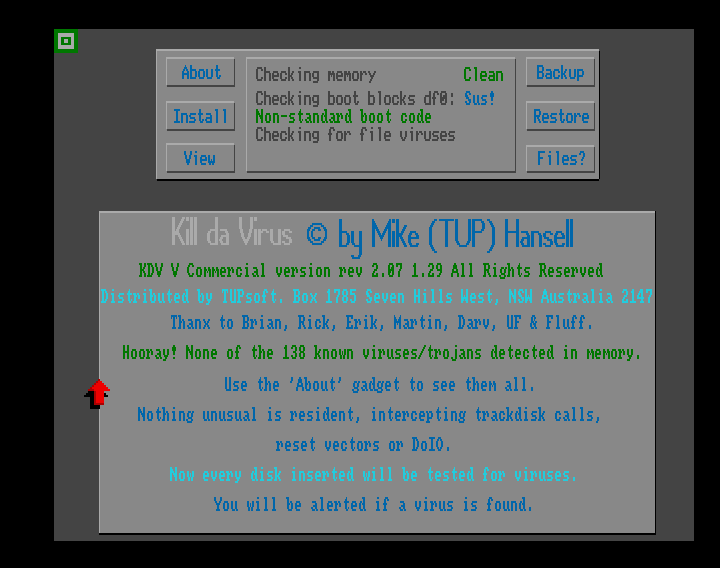 About
Install
View
Checking memory Clean
Checking boot blocks df0: Sus!
Non-standard boot code
Checking for file viruses
Backup
Restore
Files?
Kill da Virus © by Mike (TUP) Hansell
KDV V Commercial version rev 2.07 1.29 All Rights Reserved
Distributed by TUPsoft. Box 1785 Seven Hills West, NSW Australia 2147
Thanx to Brian, Rick, Erik, Martin, Darv, UF & Fluff.
Hooray! None of the 138 known viruses/trojans detected in memory.
Use the 'About' gadget to see them all.
Nothing unusual is resident, intercepting trackdisk calls,
reset vectors or DoIO.
Now every disk inserted will be tested for viruses.
You will be alerted if a virus is found.